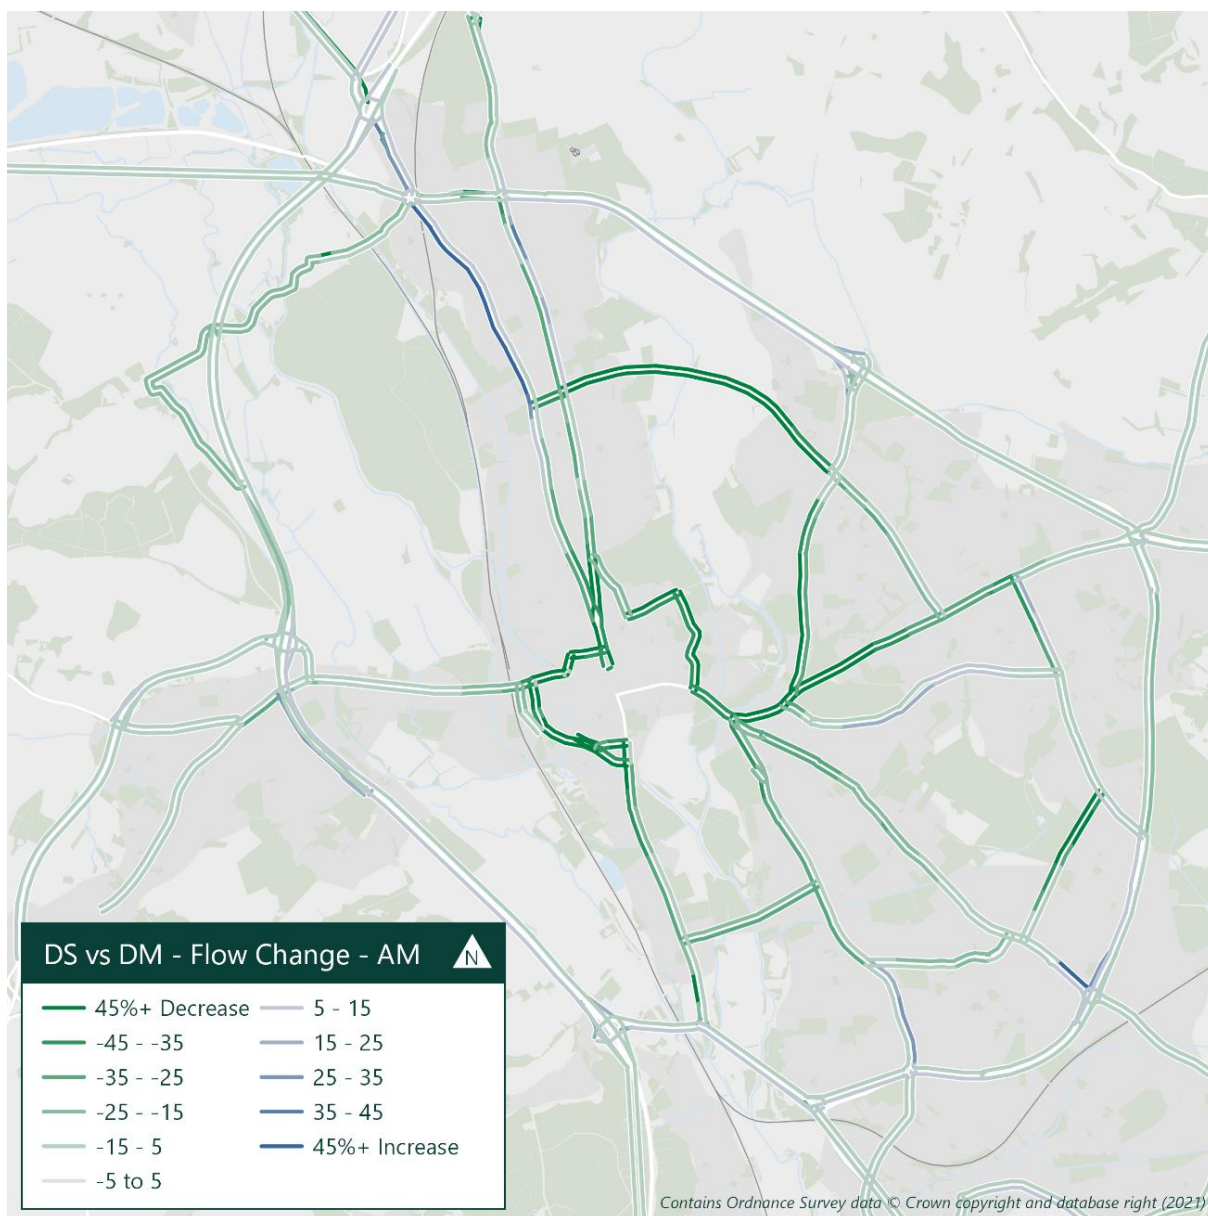 DS vs DM - Flow Change - AM
N
45%+ Decrease
-45 - -35
-35 - -25
-25 - -15
-15 - 5
-5 to 5
5 - 15
15 - 25
25 - 35
35 - 45
45%+ Increase
Contains Ordnance Survey data © Crown copyright and database right (2021)